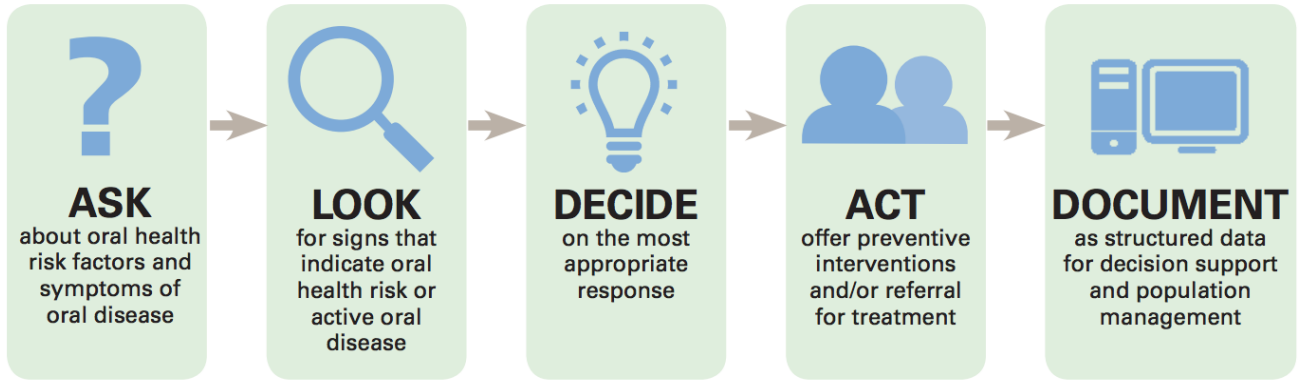 ASK
about oral health
risk factors and
symptoms of
oral disease
LOOK
for signs that
indicate oral
health risk or
active oral
disease
DECIDE
on the most
appropriate
response
ACT
offer preventive
interventions
and/or referral
for treatment
DOCUMENT
as structured data
for decision support
and population
management